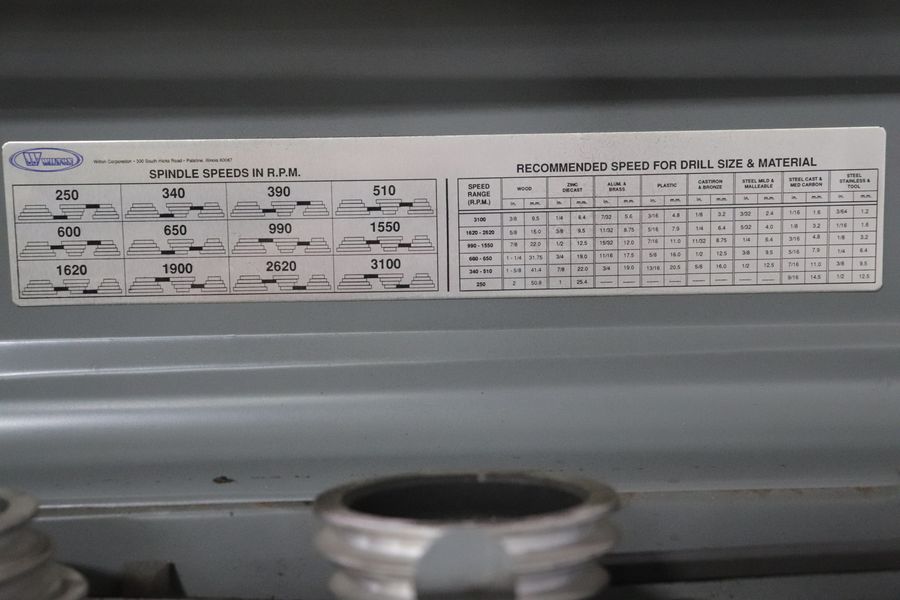 WILTON
Wilton Corporation • 300 South Hicks Road • Palatine, Illinois 60067
SPINDLE SPEEDS IN R.P.M.
250 340 390 510
600 650 990 1550
1620 1900 2620 3100
RECOMMENDED SPEED FOR DRILL SIZE & MATERIAL
SPEED RANGE (R.P.M.) WOOD ZINC DIECAST ALUM. & BRASS PLASTIC CASTIRON & BRONZE STEEL MILD & MALLEABLE STEEL CAST & MED CARBON STEEL STAINLESS & TOOL
in. m.m. in. m.m. in. m.m. in. m.m. in. m.m. in. m.m. in. m.m. in. m.m.
3100 3/8 9.5 1/4 6.4 7/32 5.6 3/16 4.8 1/8 3.2 3/32 2.4 1/16 1.6 3/64 1.2
1620 - 2620 5/8 15.0 3/8 9.5 11/32 8.75 5/16 7.9 1/4 6.4 5/32 4.0 1/8 3.2 1/16 1.6
990 - 1550 7/8 22.0 1/2 12.5 15/32 12.0 7/16 11.0 11/32 8.75 1/4 6.4 3/16 4.8 1/8 3.2
600 - 650 1 - 1/4 31.75 3/4 19.0 11/16 17.5 5/8 16.0 1/2 12.5 3/8 9.5 5/16 7.9 1/4 6.4
340 - 510 1 - 5/8 41.4 7/8 22.0 3/4 19.0 13/16 20.5 5/8 16.0 1/2 12.5 7/16 11.0 3/8 9.5
250 2 50.8 1 25.4 —— —— —— —— —— —— —— —— 9/16 14.5 1/2 12.5